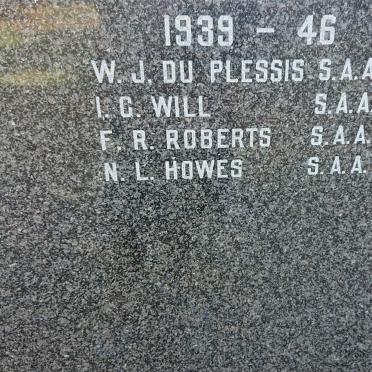 1939 - 46
W. J. DU PLESSIS S.A.A
I. G. WILL S.A.A.
F. R. ROBERTS S.A.A.
N. L. HOWES S.A.A.